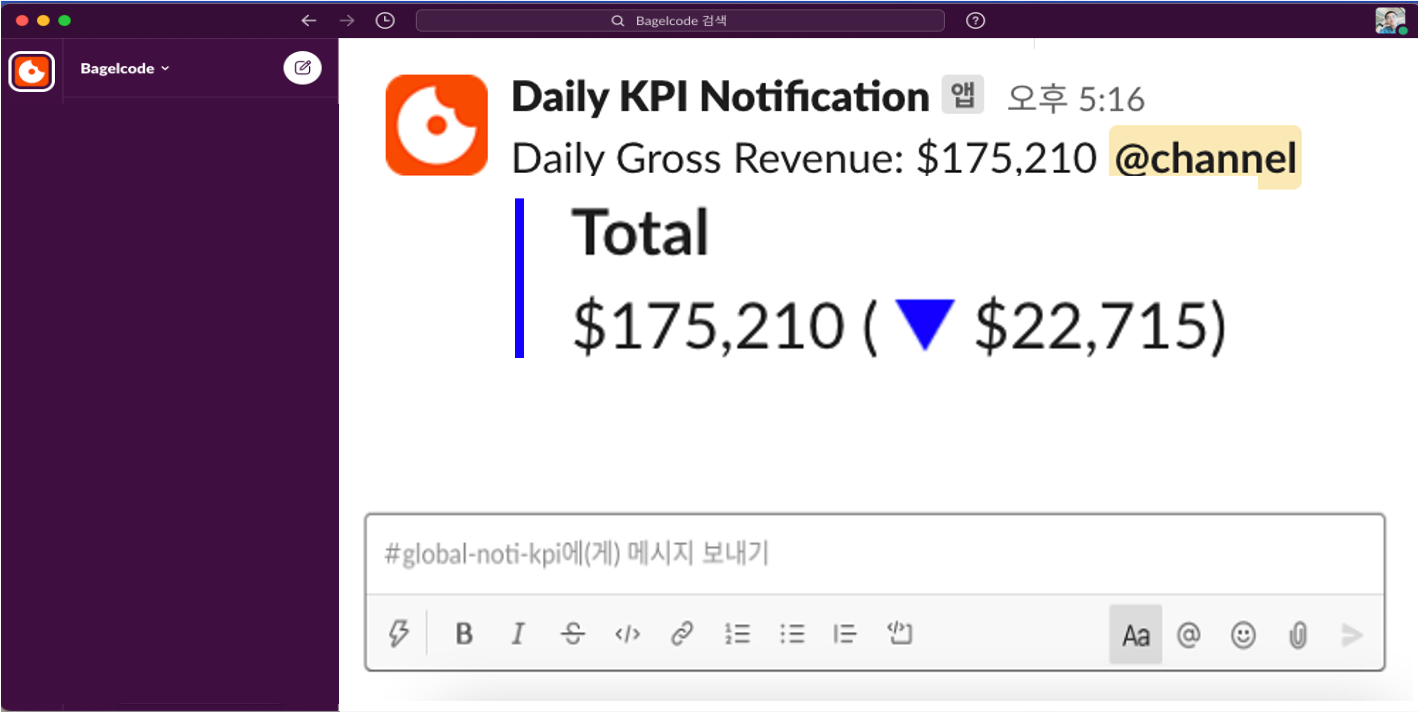 Bagelcode 검색
Bagelcode
Daily KPI Notification 앱 오후 5:16
Daily Gross Revenue: $175,210 @channel
Total
$175,210 ( ▼ $22,715)
#global-noti-kpi에(게) 메시지 보내기
B I S </> Aa @